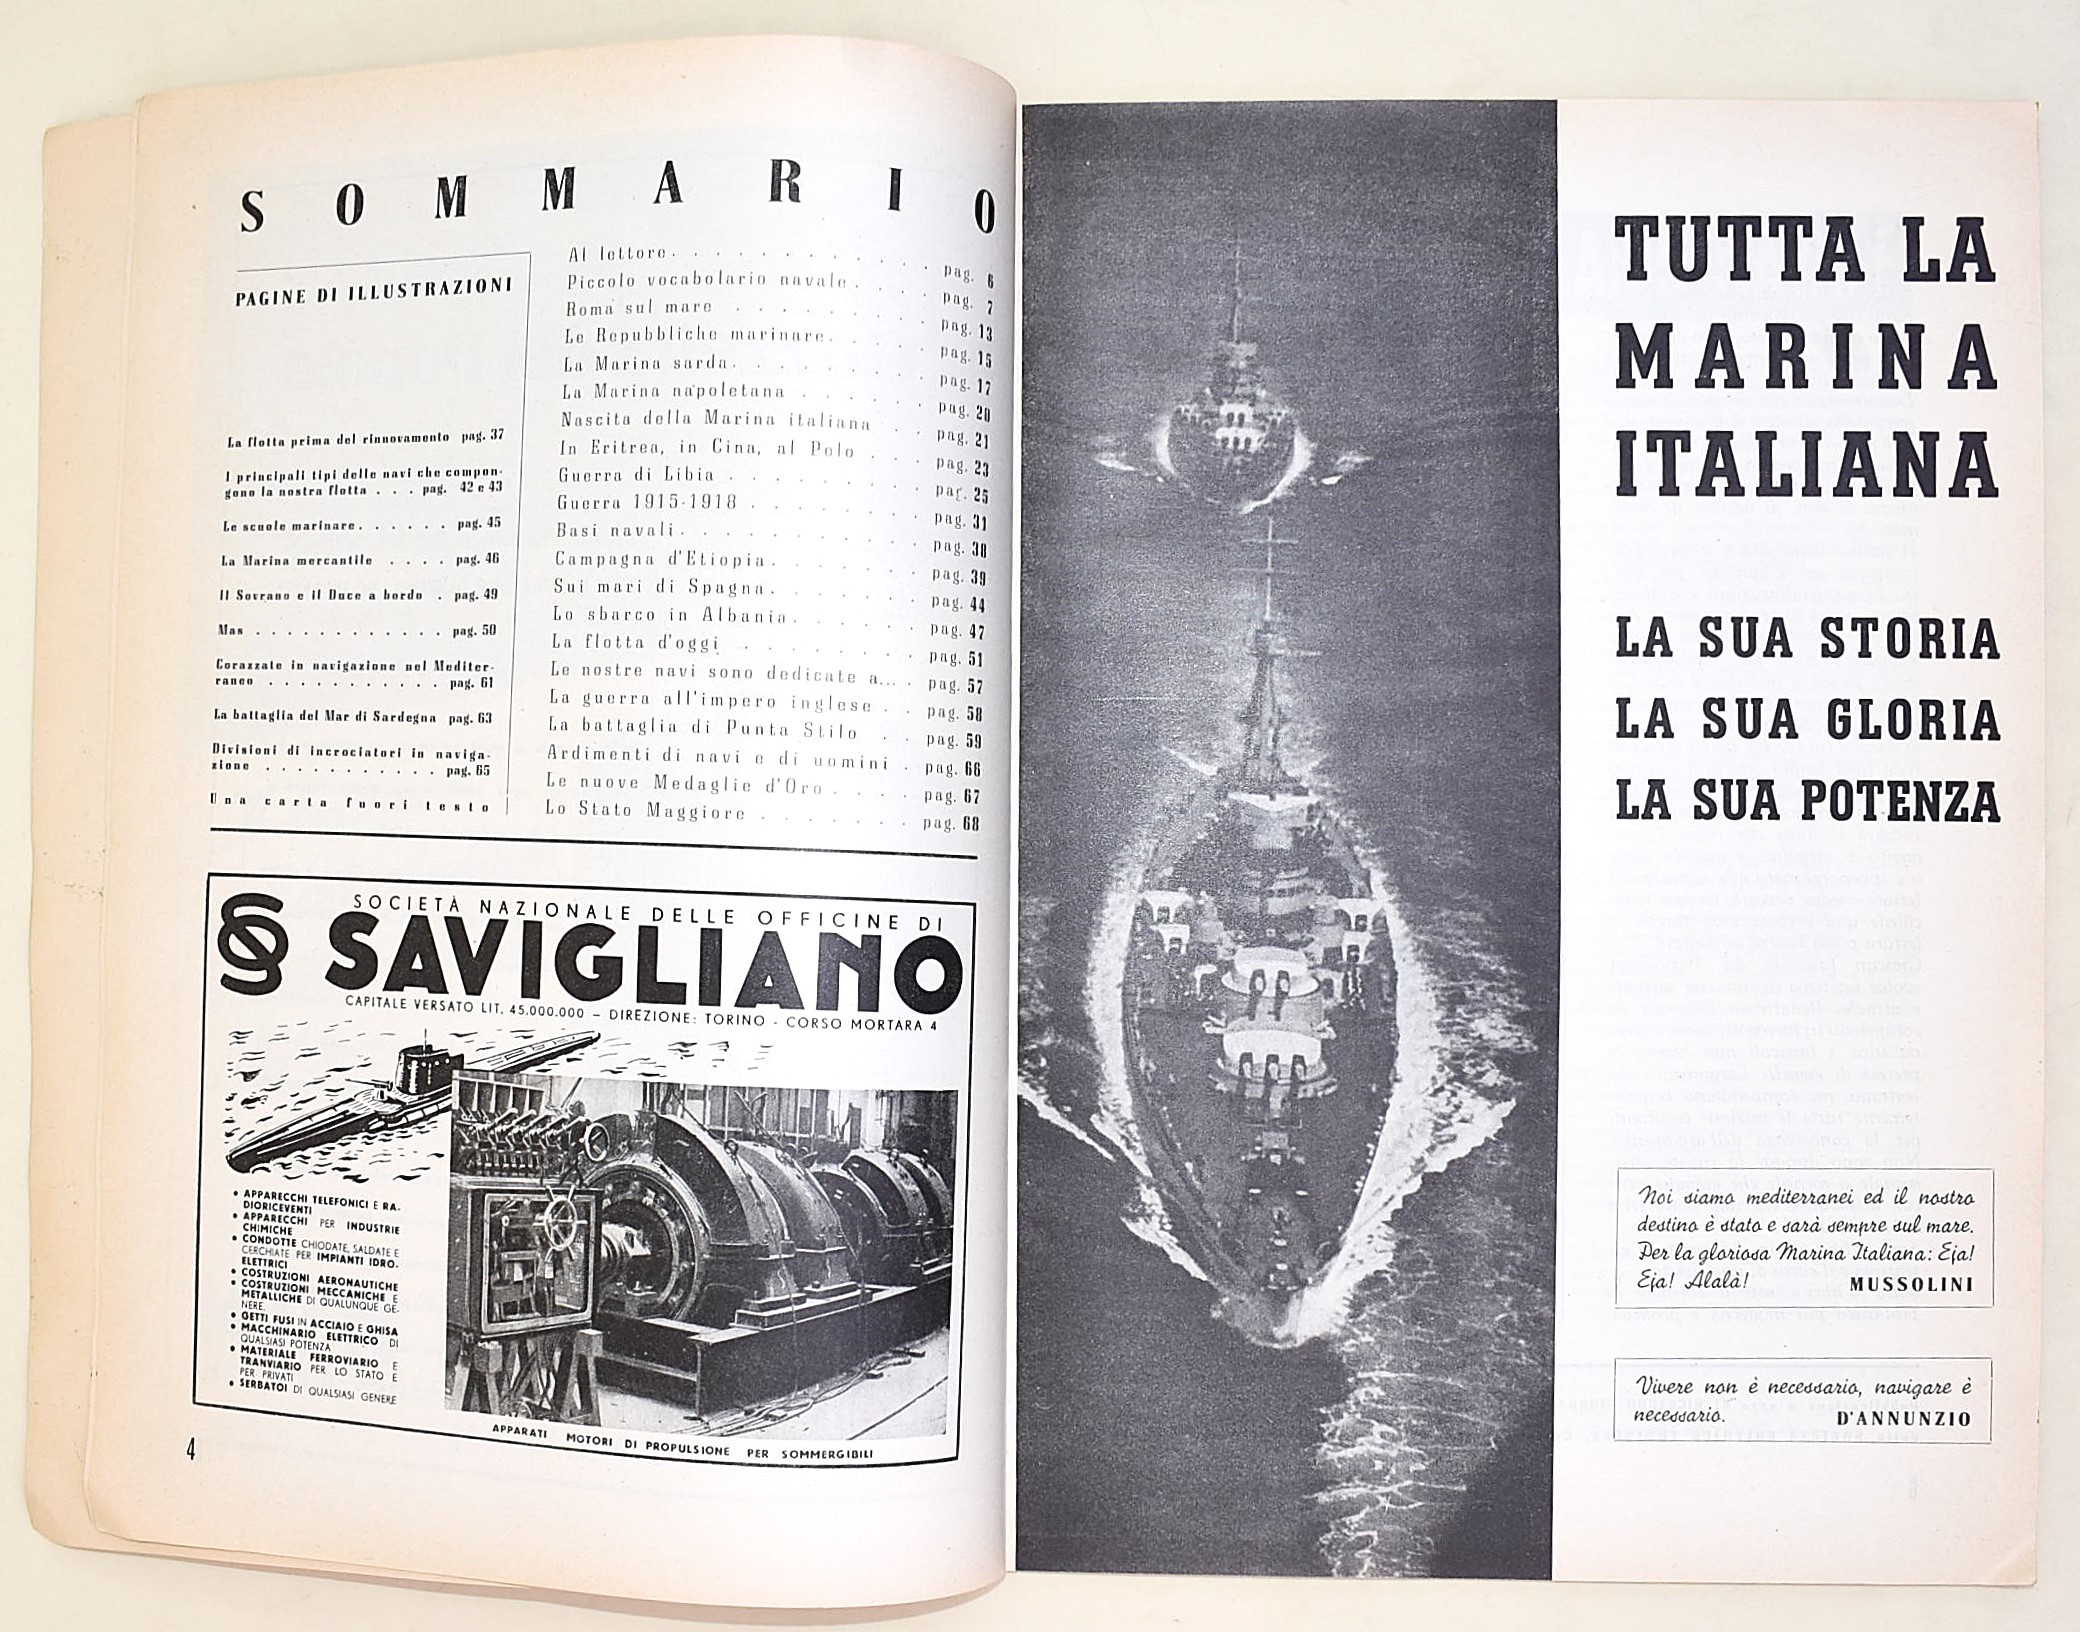 SOMMARIO
PAGINE DI ILLUSTRAZIONI
La flotta prima del rinnovamento pag. 37
I principali tipi delle navi che compon-
gono la nostra flotta . . . pag. 42 e 43
Le scuole marinare . . . . . . pag. 45
La Marina mercantile . . . . pag. 46
Il Sovrano e il Duce a bordo . pag. 49
Mas . . . . . . . . . . . . pag. 50
Corazzate in navigazione nel Mediter-
raneo . . . . . . . . . . . pag. 61
La battaglia del Mar di Sardegna pag. 63
Divisioni di incrociatori in naviga-
zione . . . . . . . . . . . pag. 65
Una carta fuori testo
Al lettore . . . . . . . . . . . pag. 6
Piccolo vocabolario navale . . . . pag. 7
Roma sul mare . . . . . . . . pag. 13
Le Repubbliche marinare . . . . . pag. 15
La Marina sarda . . . . . . . . pag. 17
La Marina napoletana . . . . . pag. 20
Nascita della Marina italiana . . pag. 21
In Eritrea, in Cina, al Polo . . . pag. 23
Guerra di Libia . . . . . . . . pag. 25
Guerra 1915-1918 . . . . . . . pag. 31
Basi navali . . . . . . . . . . pag. 38
Campagna d'Etiopia . . . . . . . pag. 39
Sui mari di Spagna . . . . . . . pag. 44
Lo sbarco in Albania . . . . . . pag. 47
La flotta d'oggi . . . . . . . . pag. 51
Le nostre navi sono dedicate a... . pag. 57
La guerra all'impero inglese . . pag. 58
La battaglia di Punta Stilo . . pag. 59
Ardimenti di navi e di uomini . pag. 66
Le nuove Medaglie d'Oro . . . . pag. 67
Lo Stato Maggiore . . . . . . . pag. 68
SOCIETÀ NAZIONALE DELLE OFFICINE DI
SAVIGLIANO
CAPITALE VERSATO LIT. 45.000.000 – DIREZIONE: TORINO - CORSO MORTARA 4
• APPARECCHI TELEFONICI E RA-
DIORICEVENTI
• APPARECCHI PER INDUSTRIE
CHIMICHE
• CONDOTTE CHIODATE, SALDATE E
CERCHIATE PER IMPIANTI IDRO-
ELETTRICI
• COSTRUZIONI AERONAUTICHE
• COSTRUZIONI MECCANICHE E
METALLICHE DI QUALUNQUE GE-
NERE.
• GETTI FUSI IN ACCIAIO E GHISA
• MACCHINARIO ELETTRICO DI
QUALSIASI POTENZA
• MATERIALE FERROVIARIO E
TRANVIARIO PER LO STATO E
PER PRIVATI
• SERBATOI DI QUALSIASI GENERE
APPARATI MOTORI DI PROPULSIONE PER SOMMERGIBILI
4
TUTTA LA
MARINA
ITALIANA
LA SUA STORIA
LA SUA GLORIA
LA SUA POTENZA
Noi siamo mediterranei ed il nostro
destino è stato e sarà sempre sul mare.
Per la gloriosa Marina Italiana: Eja!
Eja! Alalà! MUSSOLINI
Vivere non è necessario, navigare è
necessario. D'ANNUNZIO